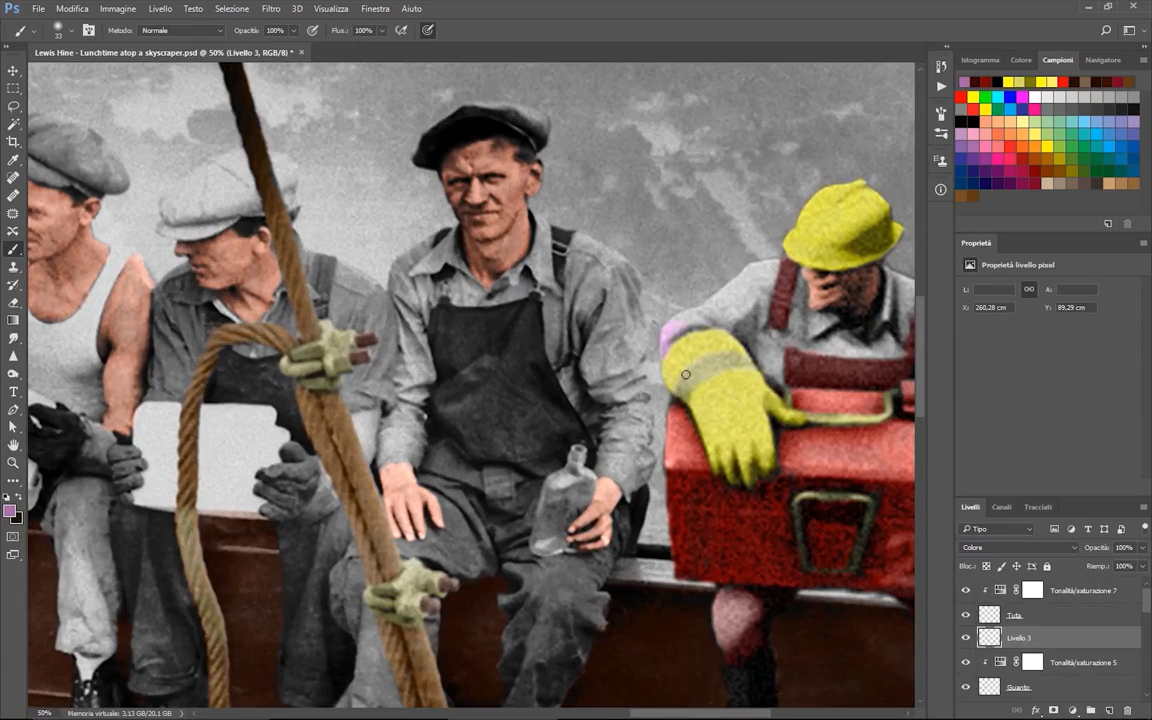 Ps File Modifica Immagine Livello Testo Selezione Filtro 3D Visualizza Finestra Aiuto
33 Metodo: Normale Opacità: 100% Flus.: 100%
Lewis Hine - Lunchtime atop a skyscraper.psd @ 50% (Livello 3, RGB/8) * ×
Istogramma Colore Campioni Navigatore
Proprietà
Proprietà livello pixel
L: A:
X: 260,28 cm Y: 89,29 cm
Livelli Canali Tracciati
Tipo
Colore Opacità: 100%
Bloc.: Riemp.: 100%
Tonalità/saturazione 7
Tuta
Livello 3
Tonalità/saturazione 5
Guanto
50% Memoria virtuale: 3,13 GB/20,1 GB